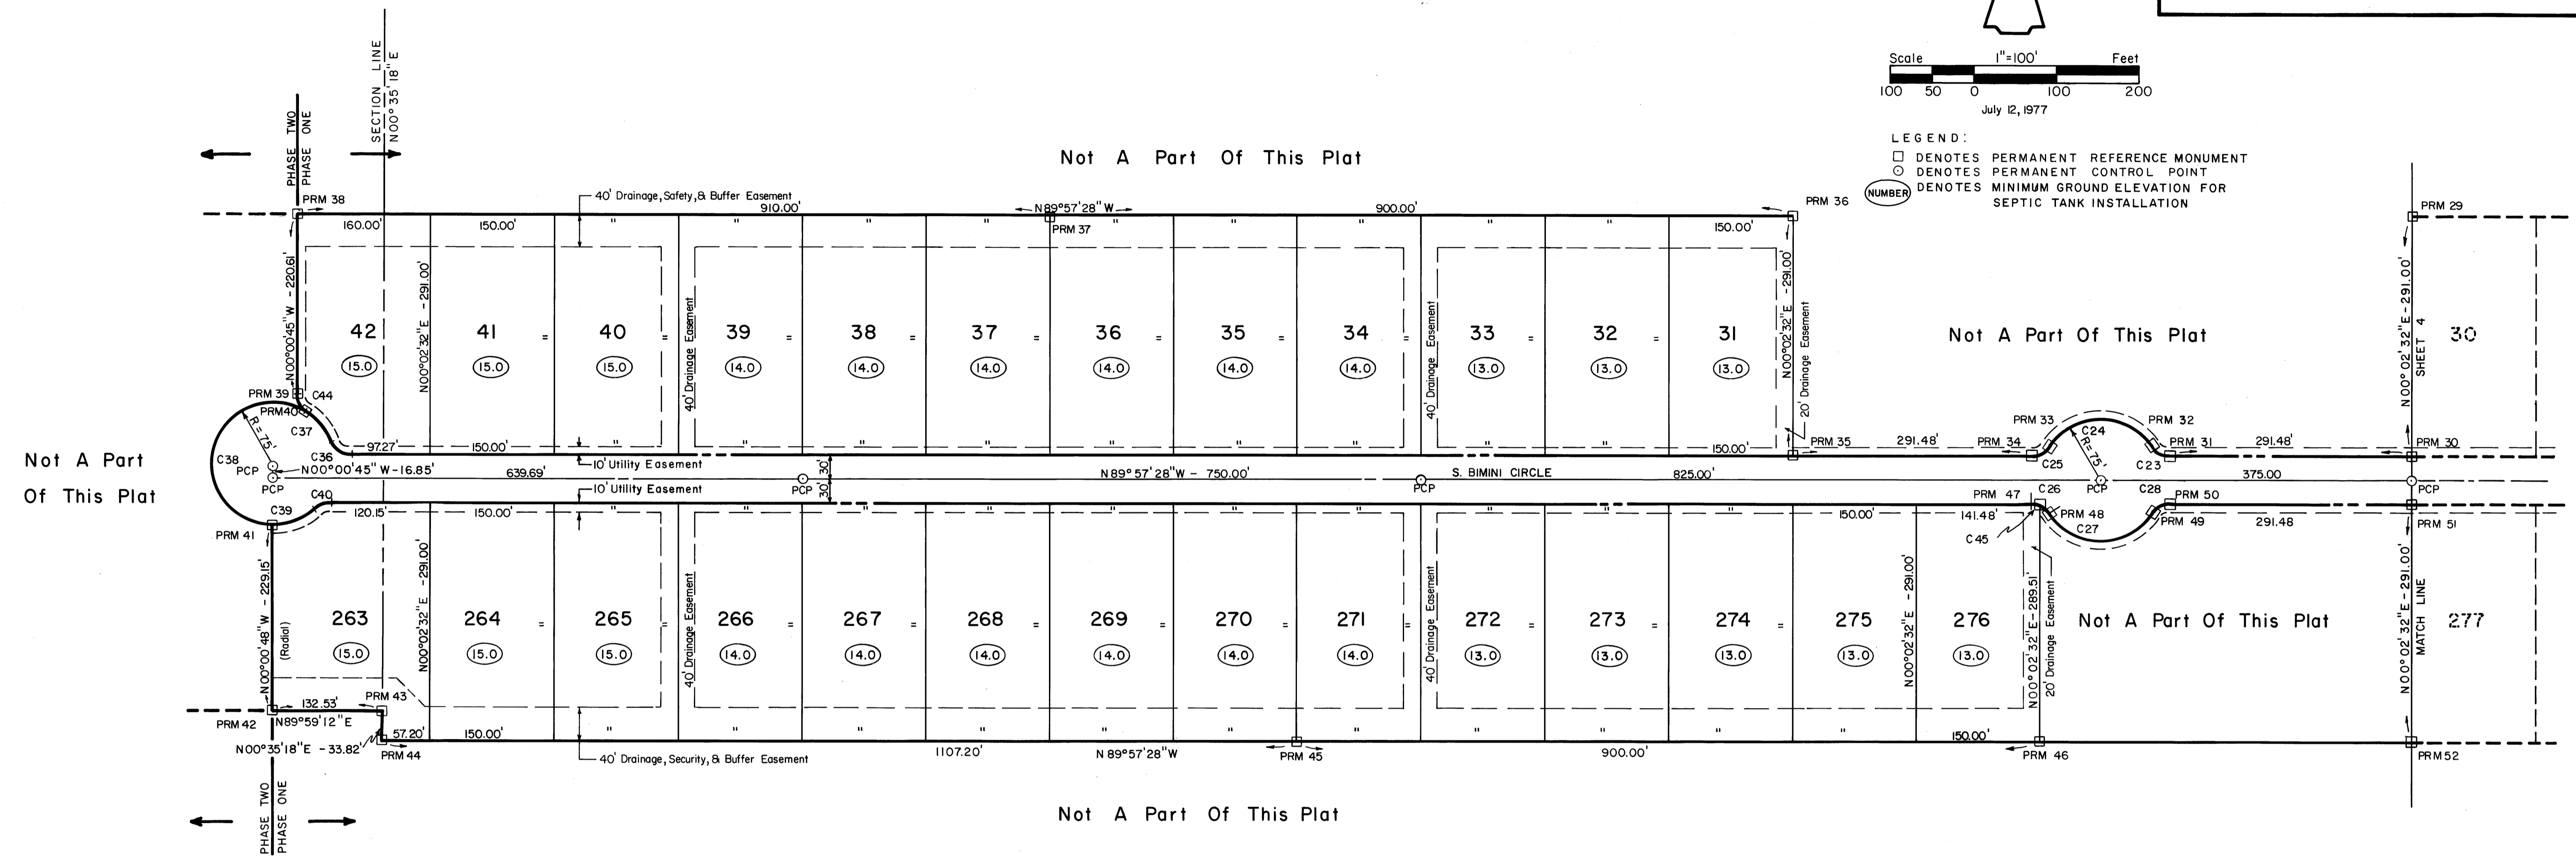 Scale 1"=100' Feet
100 50 0 100 200
July 12, 1977
LEGEND:
DENOTES PERMANENT REFERENCE MONUMENT
DENOTES PERMANENT CONTROL POINT
NUMBER DENOTES MINIMUM GROUND ELEVATION FOR
SEPTIC TANK INSTALLATION
PHASE TWO
PHASE ONE
SECTION LINE
N00°35'18"E
Not A Part Of This Plat
PRM 38
40' Drainage, Safety, & Buffer Easement
910.00'
N89°57'28"W
900.00'
PRM 36
PRM 29
160.00' 150.00' " " " " PRM 37 " " " " 150.00'
N00°00'45"W - 220.61'
N00°02'32"E - 291.00'
40' Drainage Easement
40' Drainage Easement
N00°02'32"E - 291.00'
20' Drainage Easement
N00°02'32"E - 291.00'
SHEET 4
42 41 = 40 = 39 = 38 = 37 = 36 = 35 = 34 = 33 = 32 = 31
15.0 15.0 15.0 14.0 14.0 14.0 14.0 14.0 14.0 13.0 13.0 13.0
Not A Part Of This Plat
30
PRM 39 C44
PRM 40
R=75'
C37
C36
C38
PCP
N00°00'45"W - 16.85'
PCP
97.27' 150.00' " " " " " " " " " 150.00'
10' Utility Easement
PRM 35 291.48' PRM 34
PRM 33 PRM 32
C24
R=75'
C25 C23
PRM 31 291.48' PRM 30
Not A Part
Of This Plat
639.69' PCP 30' 30' N89°57'28"W - 750.00' PCP S. BIMINI CIRCLE 825.00' PCP 375.00 PCP
10' Utility Easement
C40
C39
PRM 41
120.15' 150.00' " " " " " " " " " " 150.00' 141.48'
PRM 47 C26 C28 PRM 50
PRM 48 PRM 49
C27
C45
291.48
PRM 51
N00°00'48"W - 229.15'
(Radial)
N00°02'32"E - 291.00'
40' Drainage Easement
40' Drainage Easement
N00°02'32"E - 291.00'
N00°02'32"E - 289.51'
20' Drainage Easement
N00°02'32"E - 291.00'
MATCH LINE
263 264 = 265 = 266 = 267 = 268 = 269 = 270 = 271 = 272 = 273 = 274 = 275 276
15.0 15.0 15.0 14.0 14.0 14.0 14.0 14.0 14.0 13.0 13.0 13.0 13.0 13.0
Not A Part Of This Plat
277
PRM 43
132.53'
PRM 42
N89°59'12"E
N00°35'18"E - 33.82'
PRM 44
57.20' 150.00' " " " " " " " " " " 150.00'
40' Drainage, Security, & Buffer Easement
1107.20'
N89°57'28"W
PRM 45
900.00'
PRM 46
PRM 52
PHASE TWO
PHASE ONE
Not A Part Of This Plat